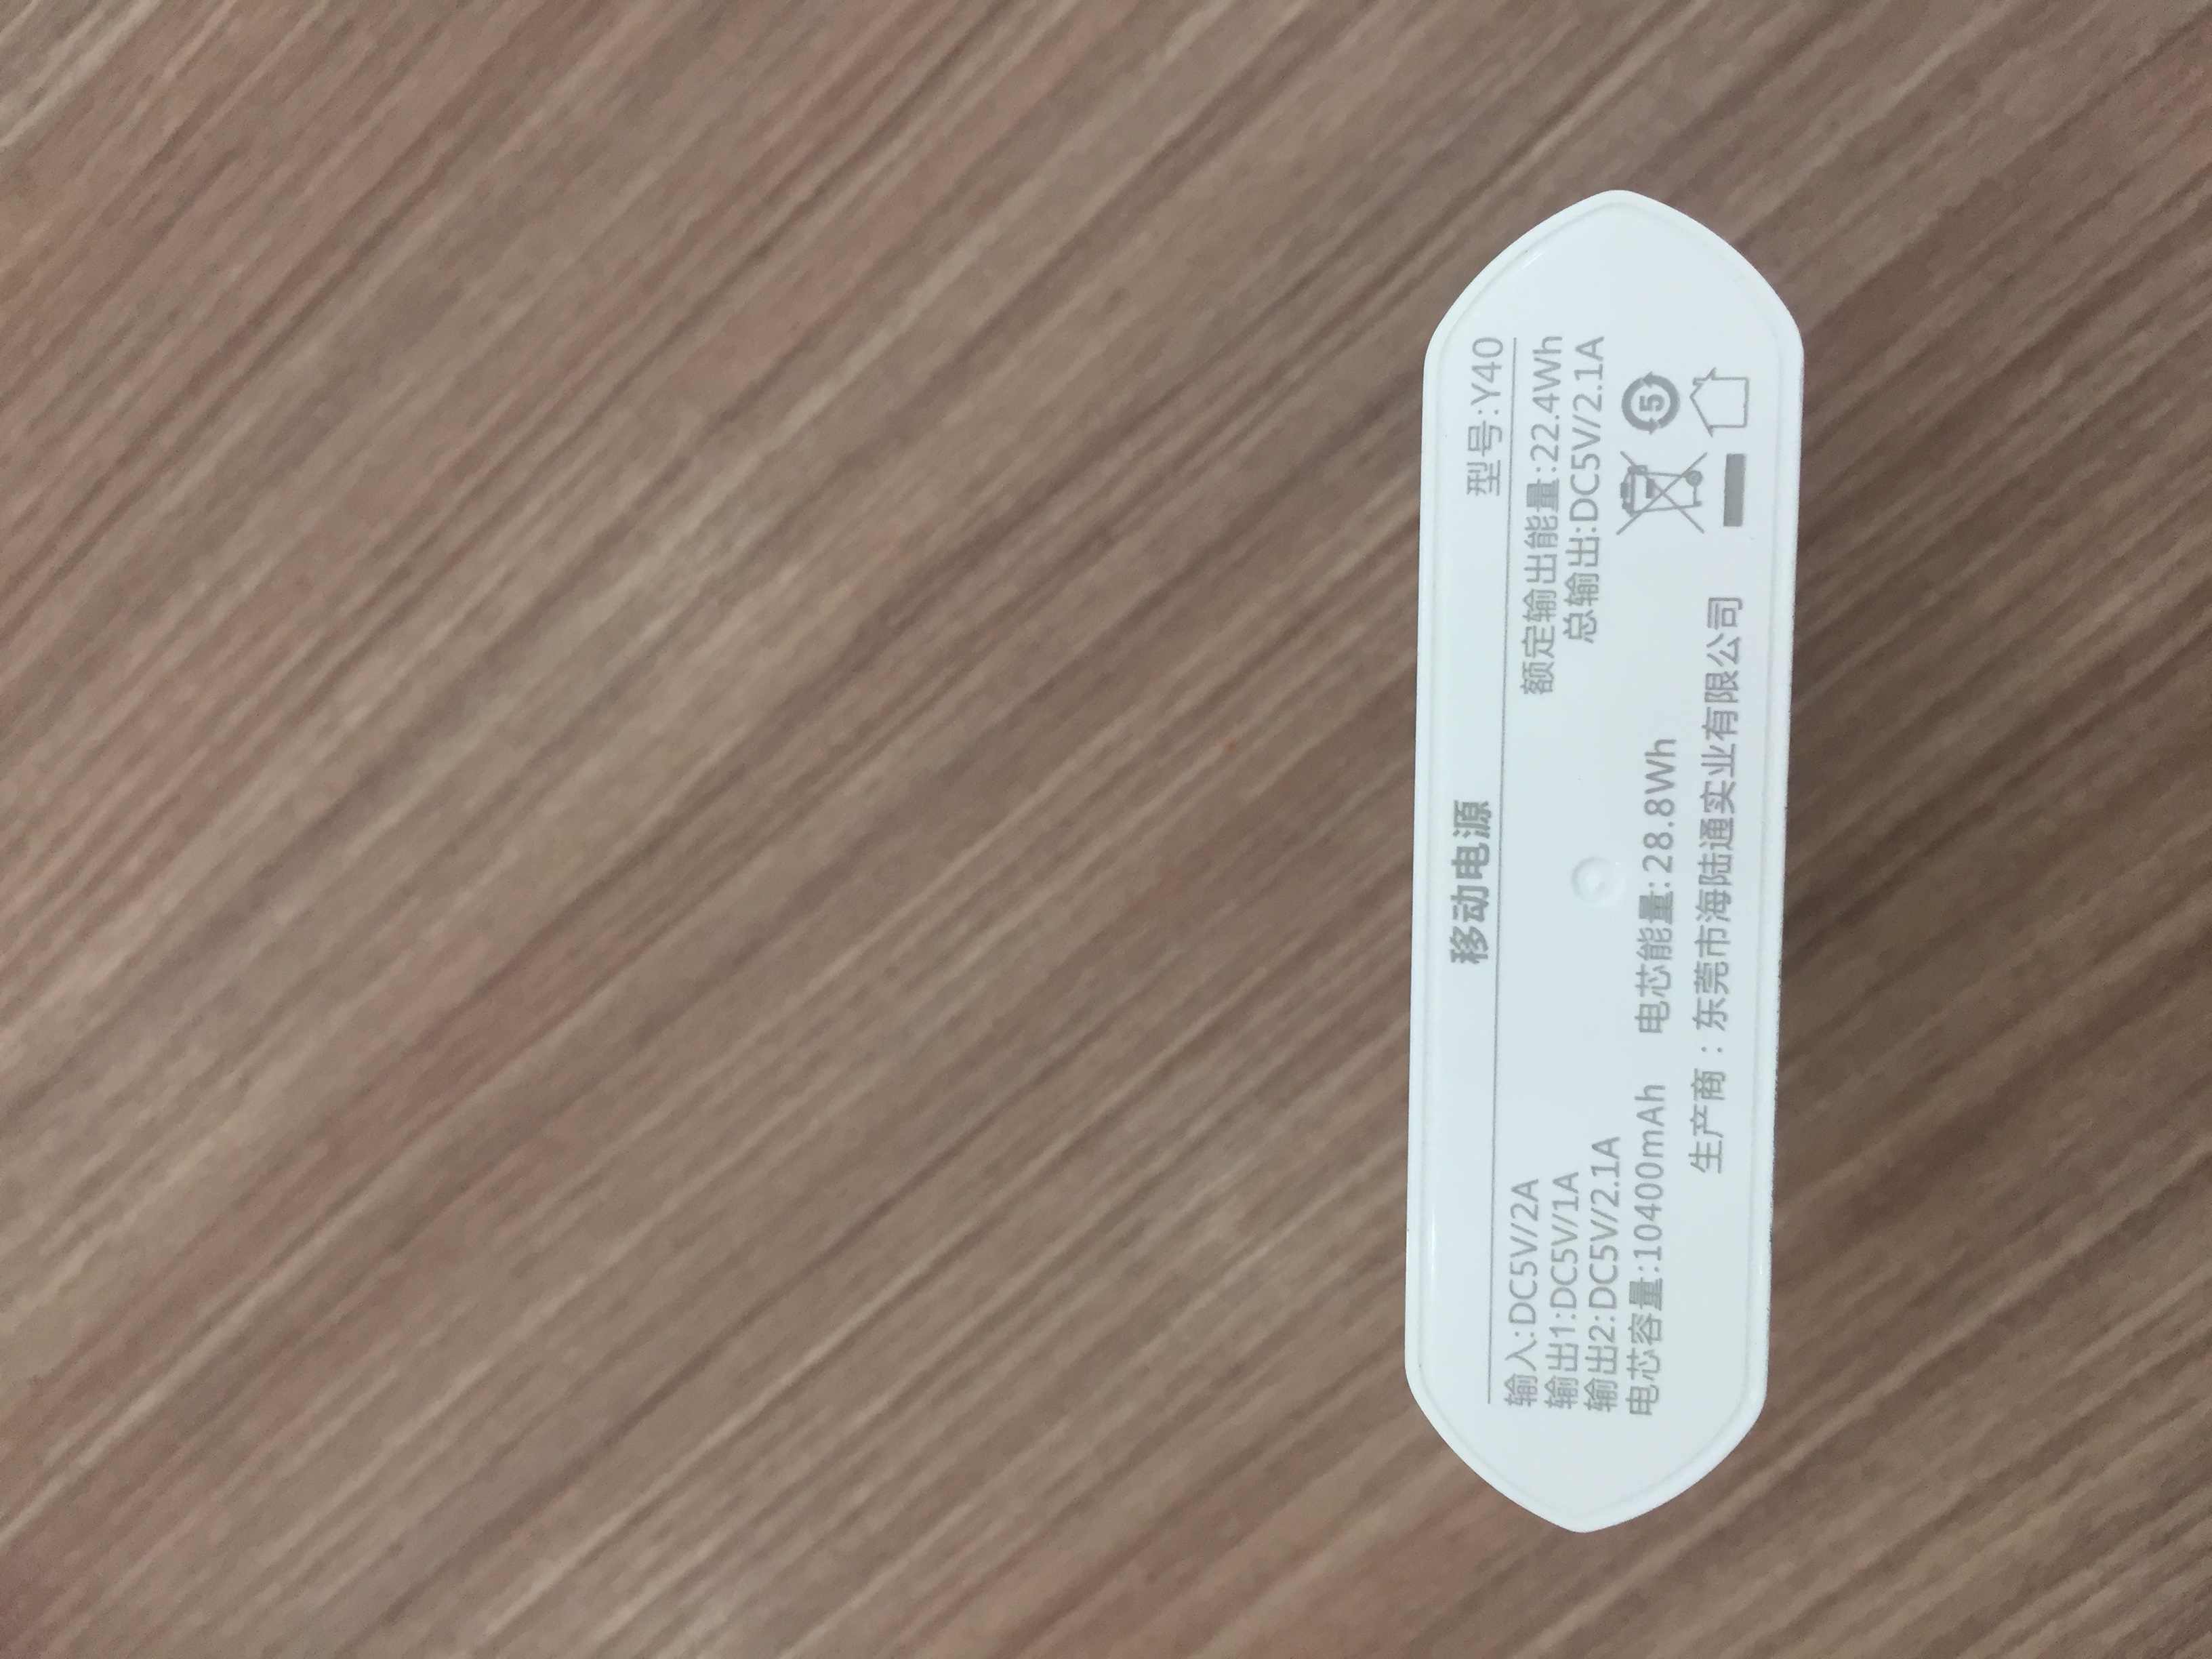 移动电源 型号:Y40
输入:DC5V/2A 额定输出能量:22.4Wh
输出1:DC5V/1A 总输出:DC5V/2.1A
输出2:DC5V/2.1A
电芯容量:10400mAh 电芯能量:28.8Wh
生产商：东莞市海陆通实业有限公司
5